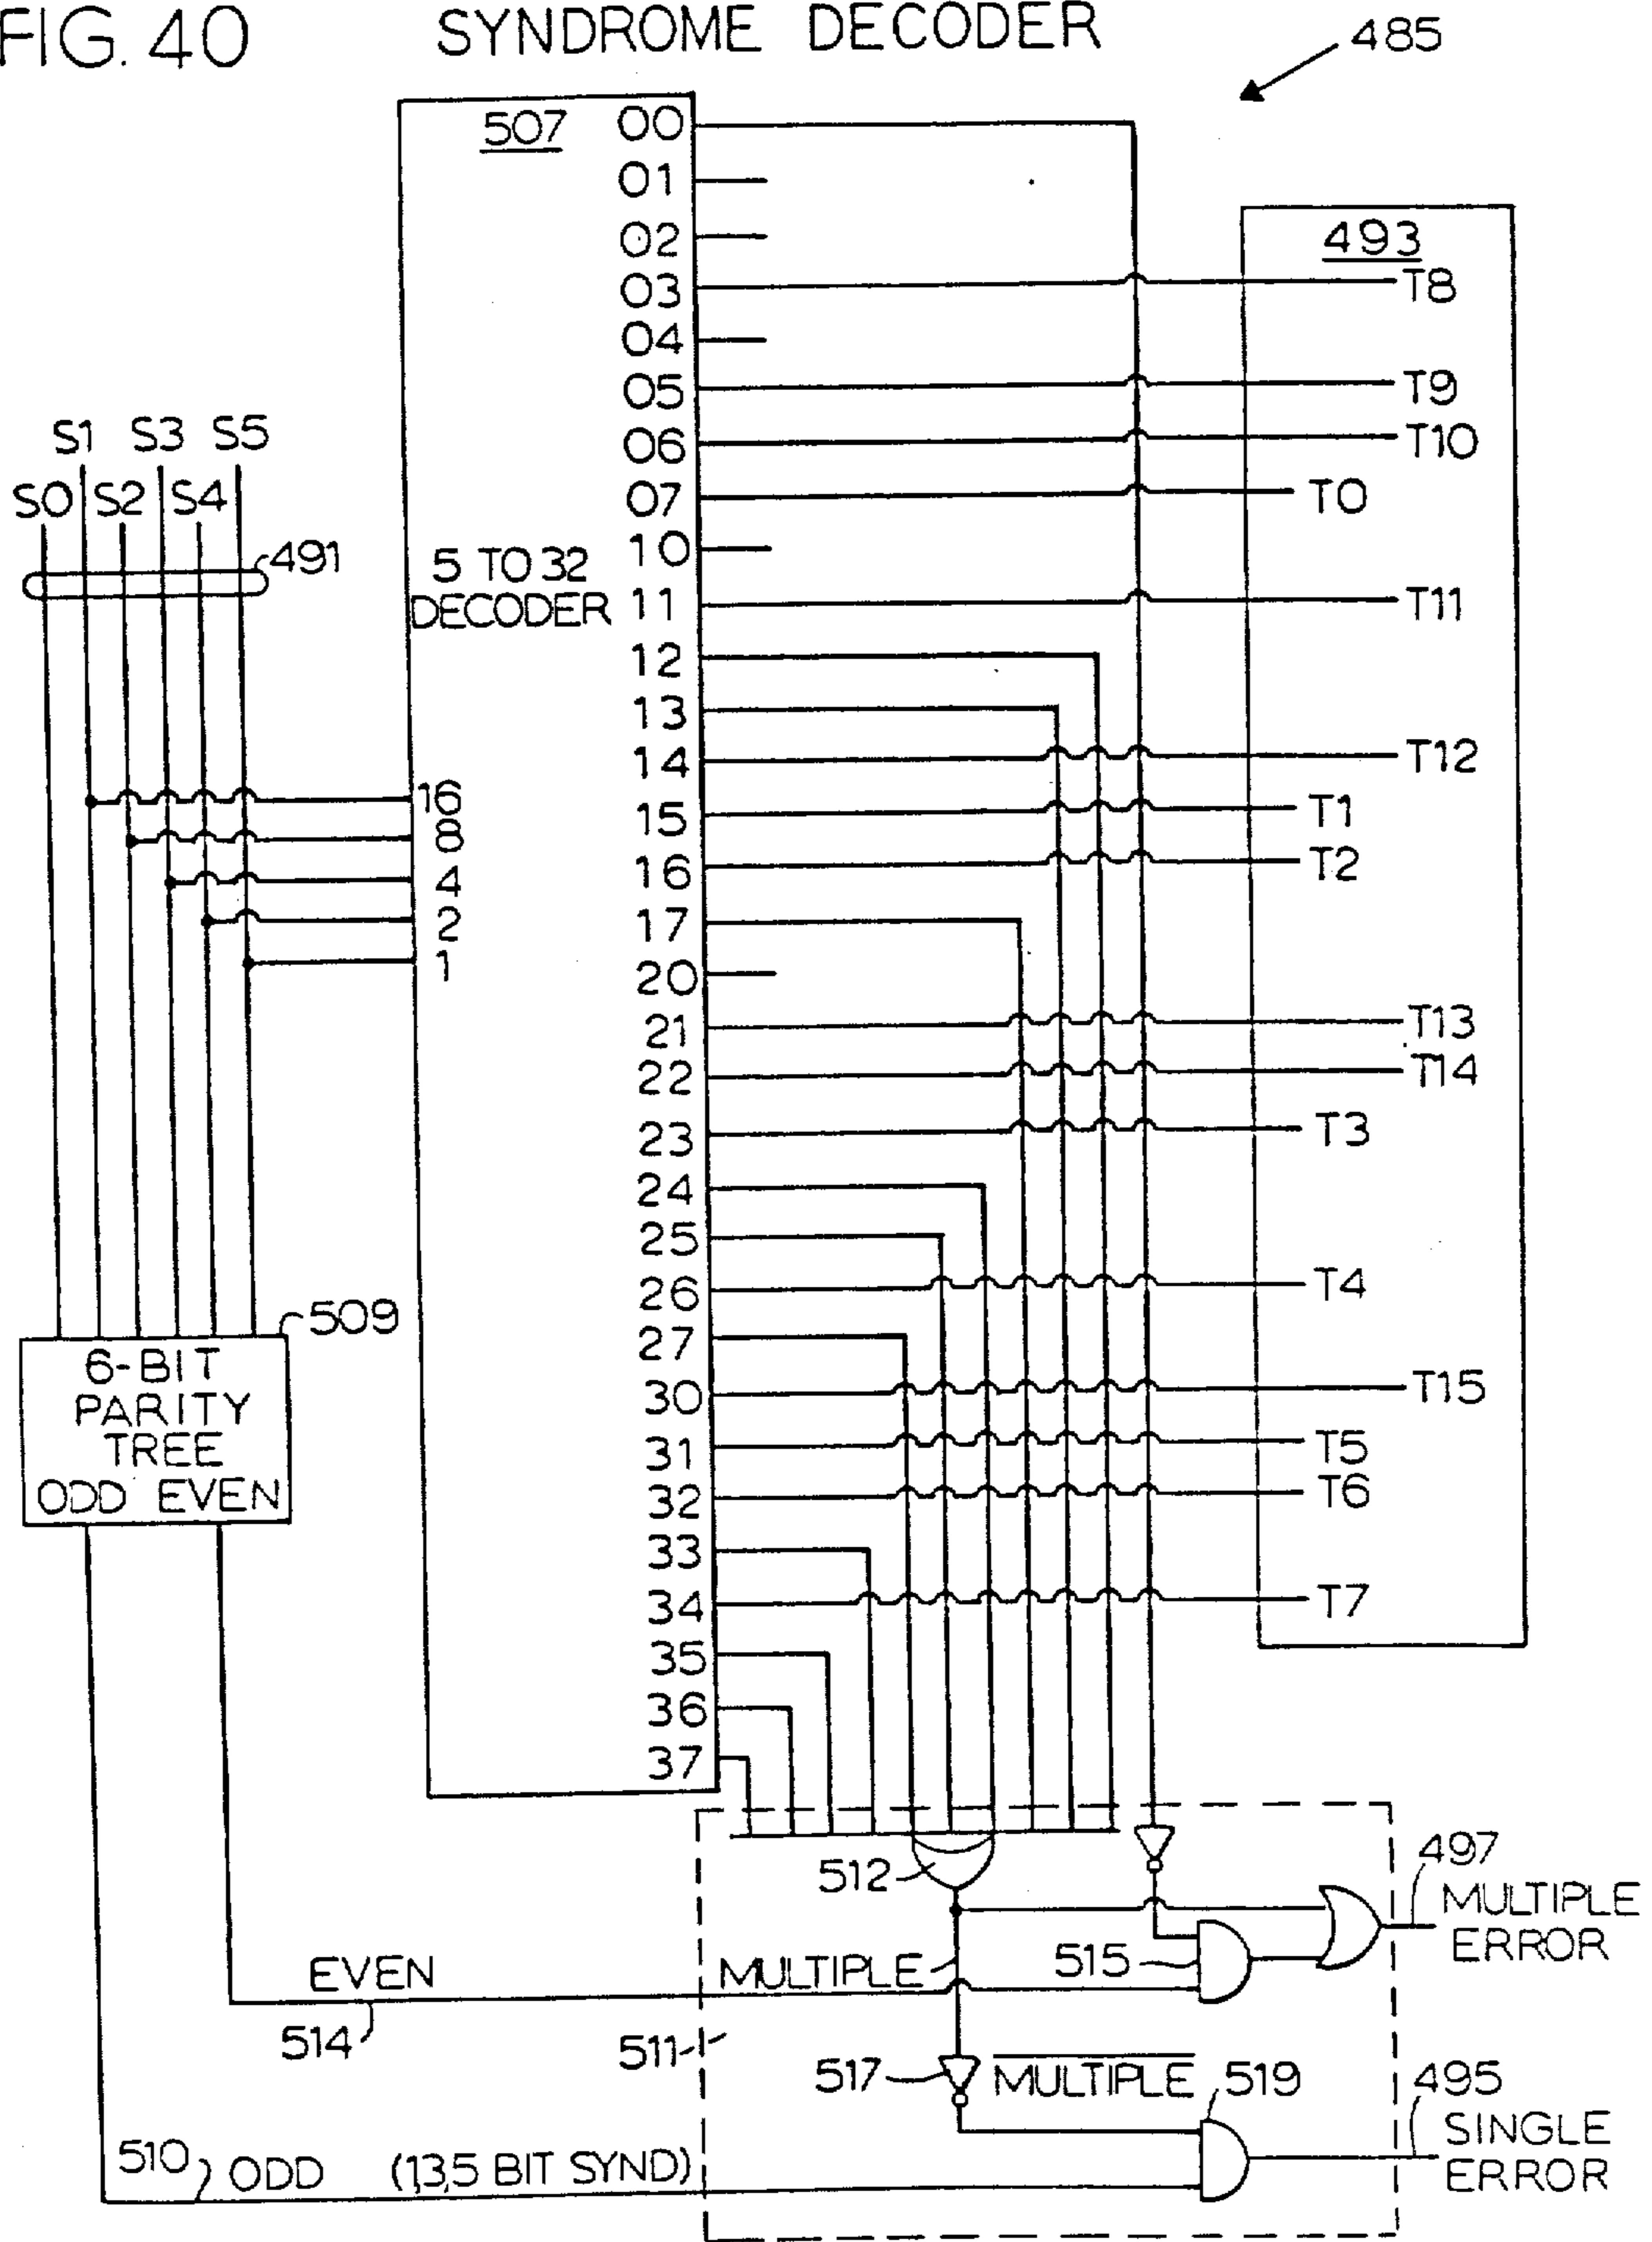 FIG. 40 SYNDROME DECODER
485
507
00
01
02
03
04
05
06
07
10
11
12
13
14
15
16
17
20
21
22
23
24
25
26
27
30
31
32
33
34
35
36
37
5 TO 32
DECODER
16
8
4
2
1
493
T8
T9
T10
T0
T11
T12
T1
T2
T13
T14
T3
T4
T15
T5
T6
T7
S1 S3 S5
S0 S2 S4
491
509
6-BIT
PARITY
TREE
ODD EVEN
512
497
MULTIPLE
ERROR
EVEN
514
MULTIPLE
515
511
517
MULTIPLE
519
495
SINGLE
ERROR
510
ODD (1,3,5 BIT SYND)